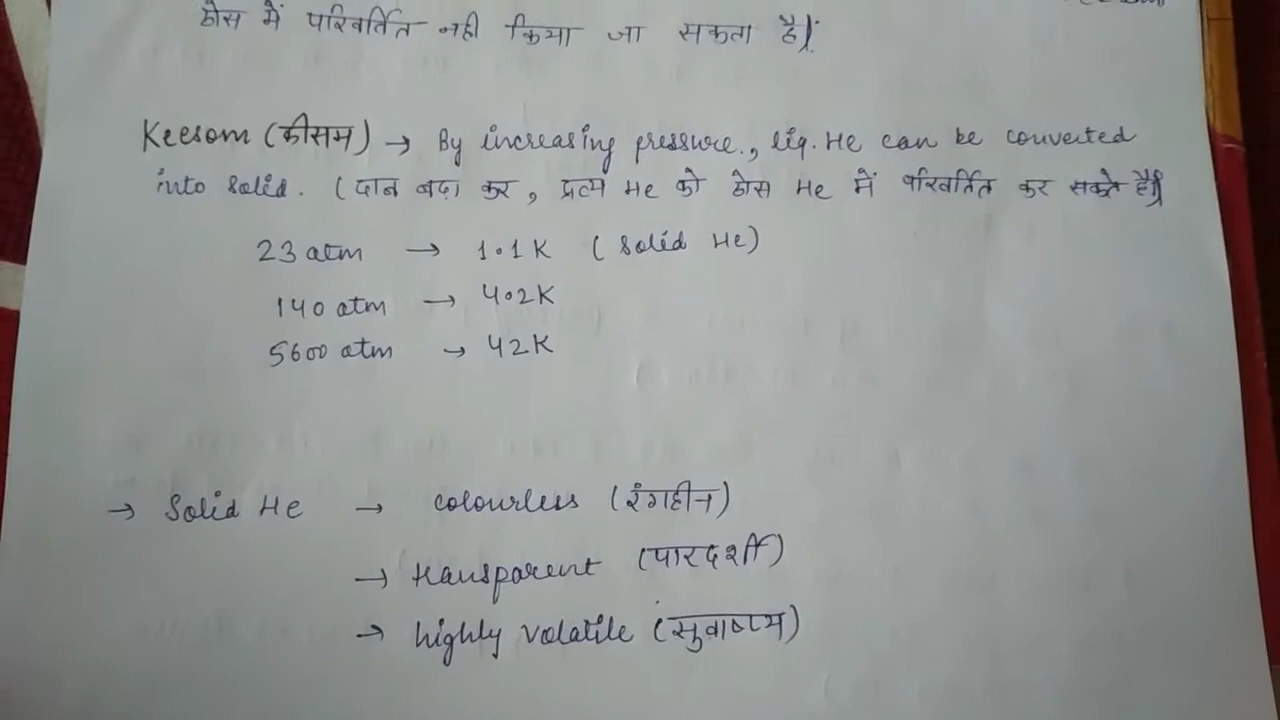 ठोस में परिवर्तित नही किया जा सकता है।
Keesom (कीसम) → By increasing pressure., liq. He can be converted
into solid. (दाब बढ़ा कर, द्रव्य He को ठोस He में परिवर्तित कर सकते है।)
23 atm → 1.1K (Solid He)
140 atm → 4.2K
5600 atm → 42K
→ Solid He → colourless (रंगहीन)
→ transparent (पारदर्शी)
→ highly volatile (सुवाष्प्य)